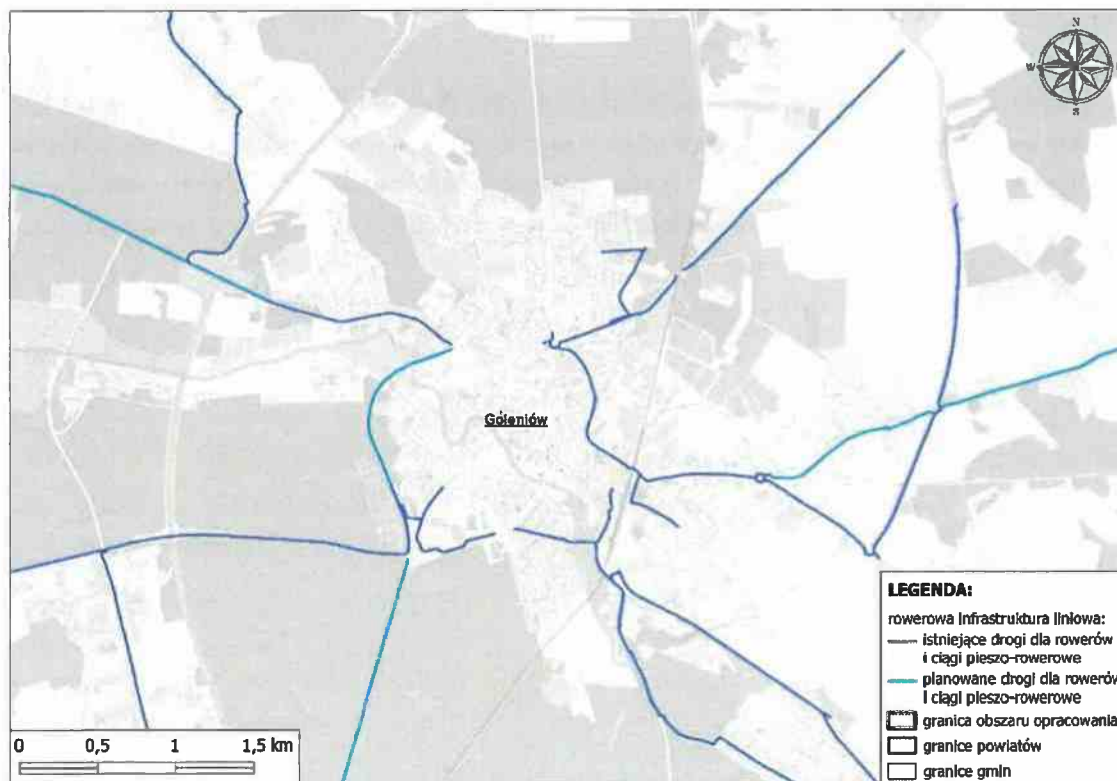 N
W
S
Goleniów
LEGENDA:
rowerowa infrastruktura liniowa:
istniejące drogi dla rowerów
i ciągi pieszo-rowerowe
planowane drogi dla rowerów
i ciągi pieszo-rowerowe
granica obszaru opracowania
granice powiatów
granice gmin
0 0,5 1 1,5 km